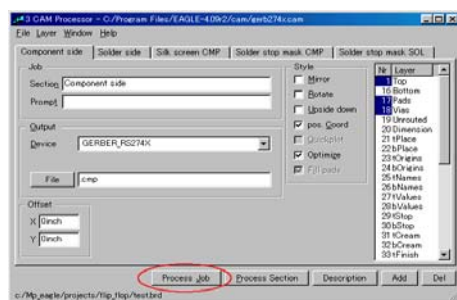 3 CAM Processor - C:/Program Files/EAGLE-4.09r2/cam/gerb274x.cam
File Layer Window Help
Component side Solder side Silk screen CMP Solder stop mask CMP Solder stop mask SOL
Job
Section Component side
Prompt
Output
Device GERBER_RS274X
File .cmp
Offset
X 0inch
Y 0inch
Style
Mirror
Rotate
Upside down
pos. Coord
Quickplot
Optimize
Fill pads
Nr Layer
1 Top
16 Bottom
17 Pads
18 Vias
19 Unrouted
20 Dimension
21 tPlace
22 bPlace
23 tOrigins
24 bOrigins
25 tNames
26 bNames
27 tValues
28 bValues
29 tStop
30 bStop
31 tCream
32 bCream
33 tFinish
Process Job Process Section Description Add Del
c:/Mp_eagle/projects/flip_flop/test.brd